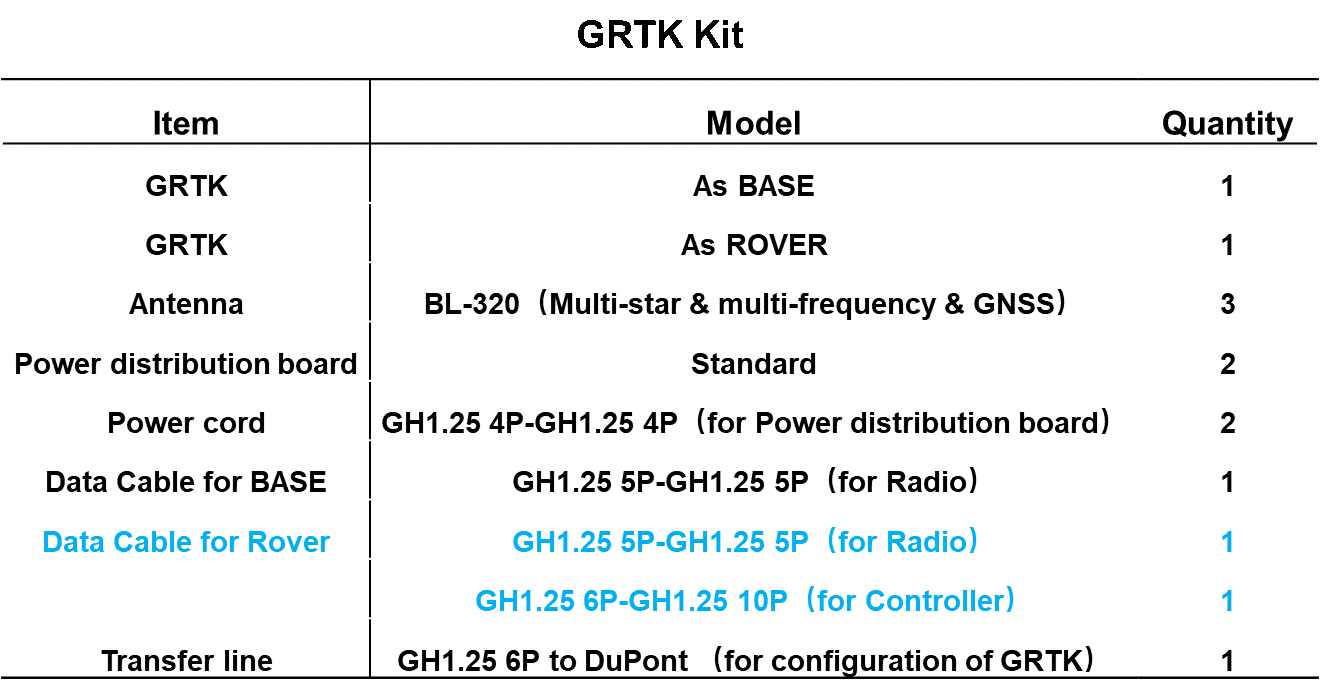 GRTK Kit
Item Model Quantity
GRTK As BASE 1
GRTK As ROVER 1
Antenna BL-320（Multi-star & multi-frequency & GNSS） 3
Power distribution board Standard 2
Power cord GH1.25 4P-GH1.25 4P（for Power distribution board） 2
Data Cable for BASE GH1.25 5P-GH1.25 5P（for Radio） 1
Data Cable for Rover GH1.25 5P-GH1.25 5P（for Radio） 1
GH1.25 6P-GH1.25 10P（for Controller） 1
Transfer line GH1.25 6P to DuPont （for configuration of GRTK） 1